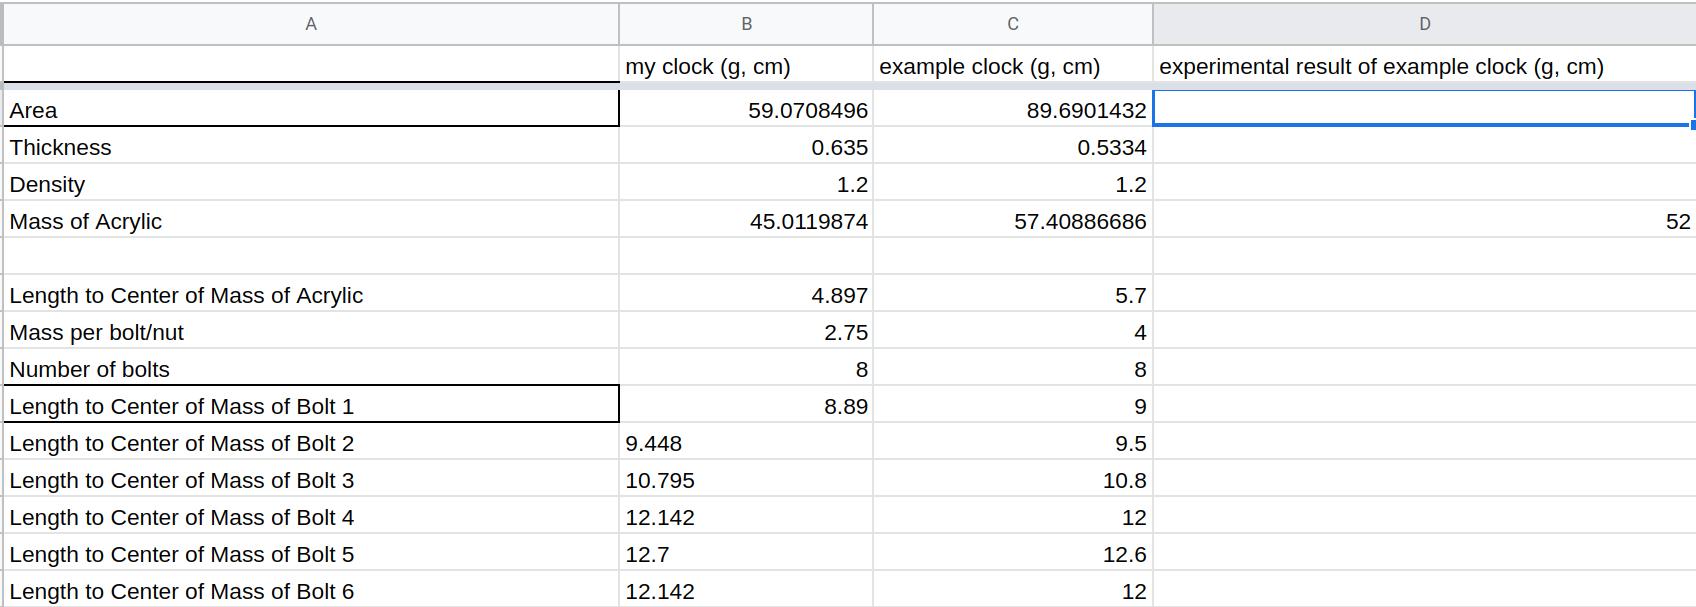 A B C D
my clock (g, cm) example clock (g, cm) experimental result of example clock (g, cm)
Area 59.0708496 89.6901432
Thickness 0.635 0.5334
Density 1.2 1.2
Mass of Acrylic 45.0119874 57.40886686 52
Length to Center of Mass of Acrylic 4.897 5.7
Mass per bolt/nut 2.75 4
Number of bolts 8 8
Length to Center of Mass of Bolt 1 8.89 9
Length to Center of Mass of Bolt 2 9.448 9.5
Length to Center of Mass of Bolt 3 10.795 10.8
Length to Center of Mass of Bolt 4 12.142 12
Length to Center of Mass of Bolt 5 12.7 12.6
Length to Center of Mass of Bolt 6 12.142 12